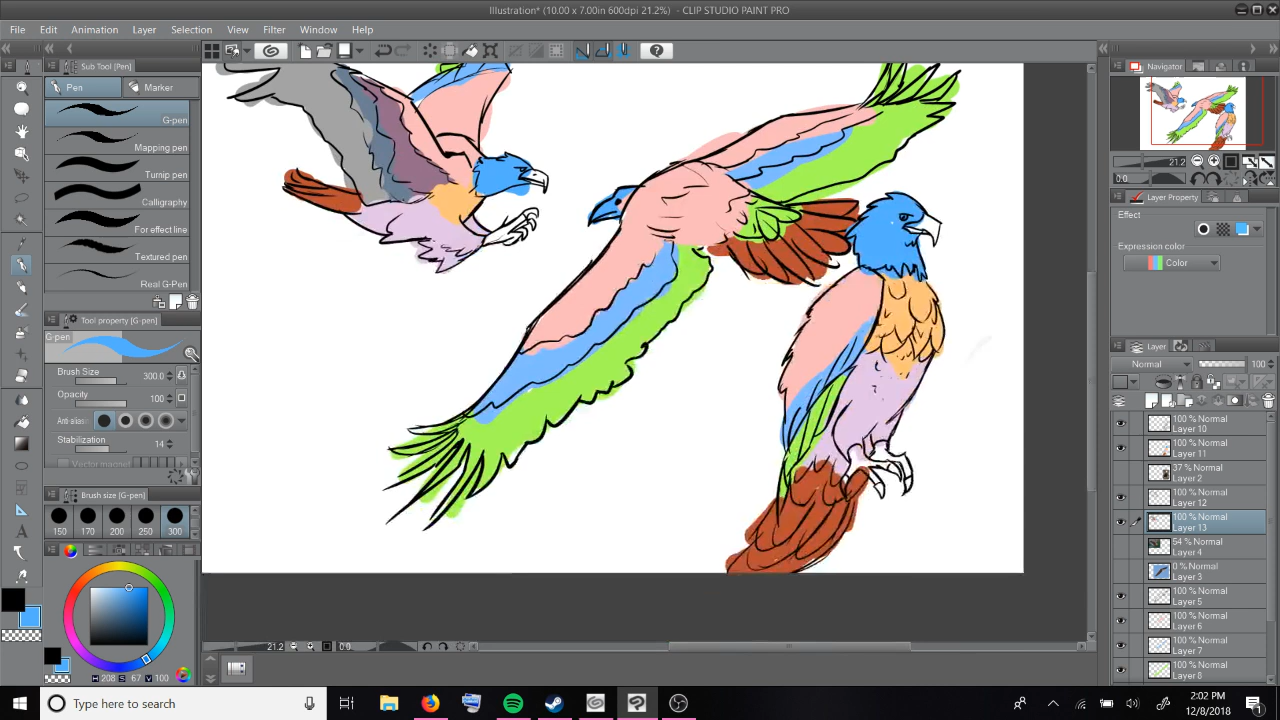 Illustration* (10.00 x 7.00in 600dpi 21.2%) - CLIP STUDIO PAINT PRO
File Edit Animation Layer Selection View Filter Window Help
Sub Tool [Pen]
Pen Marker
G-pen
Mapping pen
Turnip pen
Calligraphy
For effect line
Textured pen
Real G-Pen
Tool property [G-pen]
G-pen
Brush Size 300.0
Opacity 100
Anti-alias
Stabilization 14
Vector magnet
Brush size [G-pen]
150 170 200 250 300
H 208 S 67 V 100
21.2 0.0
Navigator
21.2
0.0
Layer Property
Effect
Expression color
Color
Layer
Normal 100
100 % Normal
Layer 10
100 % Normal
Layer 11
37 % Normal
Layer 2
100 % Normal
Layer 12
100 % Normal
Layer 13
54 % Normal
Layer 4
0 % Normal
Layer 3
100 % Normal
Layer 5
100 % Normal
Layer 6
100 % Normal
Layer 7
100 % Normal
Layer 8
Type here to search
2:02 PM
12/8/2018